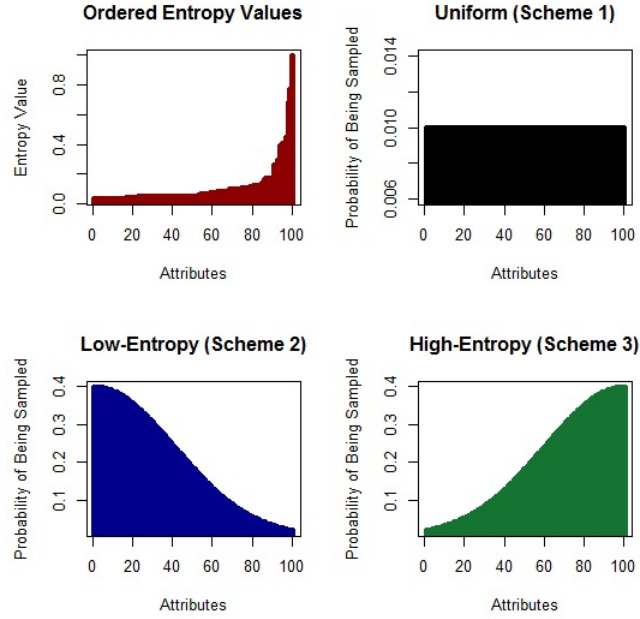 Ordered Entropy Values
Entropy Value
0.0 0.4 0.8
0 20 40 60 80 100
Attributes
Uniform (Scheme 1)
Probability of Being Sampled
0.006 0.010 0.014
0 20 40 60 80 100
Attributes
Low-Entropy (Scheme 2)
Probability of Being Sampled
0.1 0.2 0.3 0.4
0 20 40 60 80 100
Attributes
High-Entropy (Scheme 3)
Probability of Being Sampled
0.1 0.2 0.3 0.4
0 20 40 60 80 100
Attributes